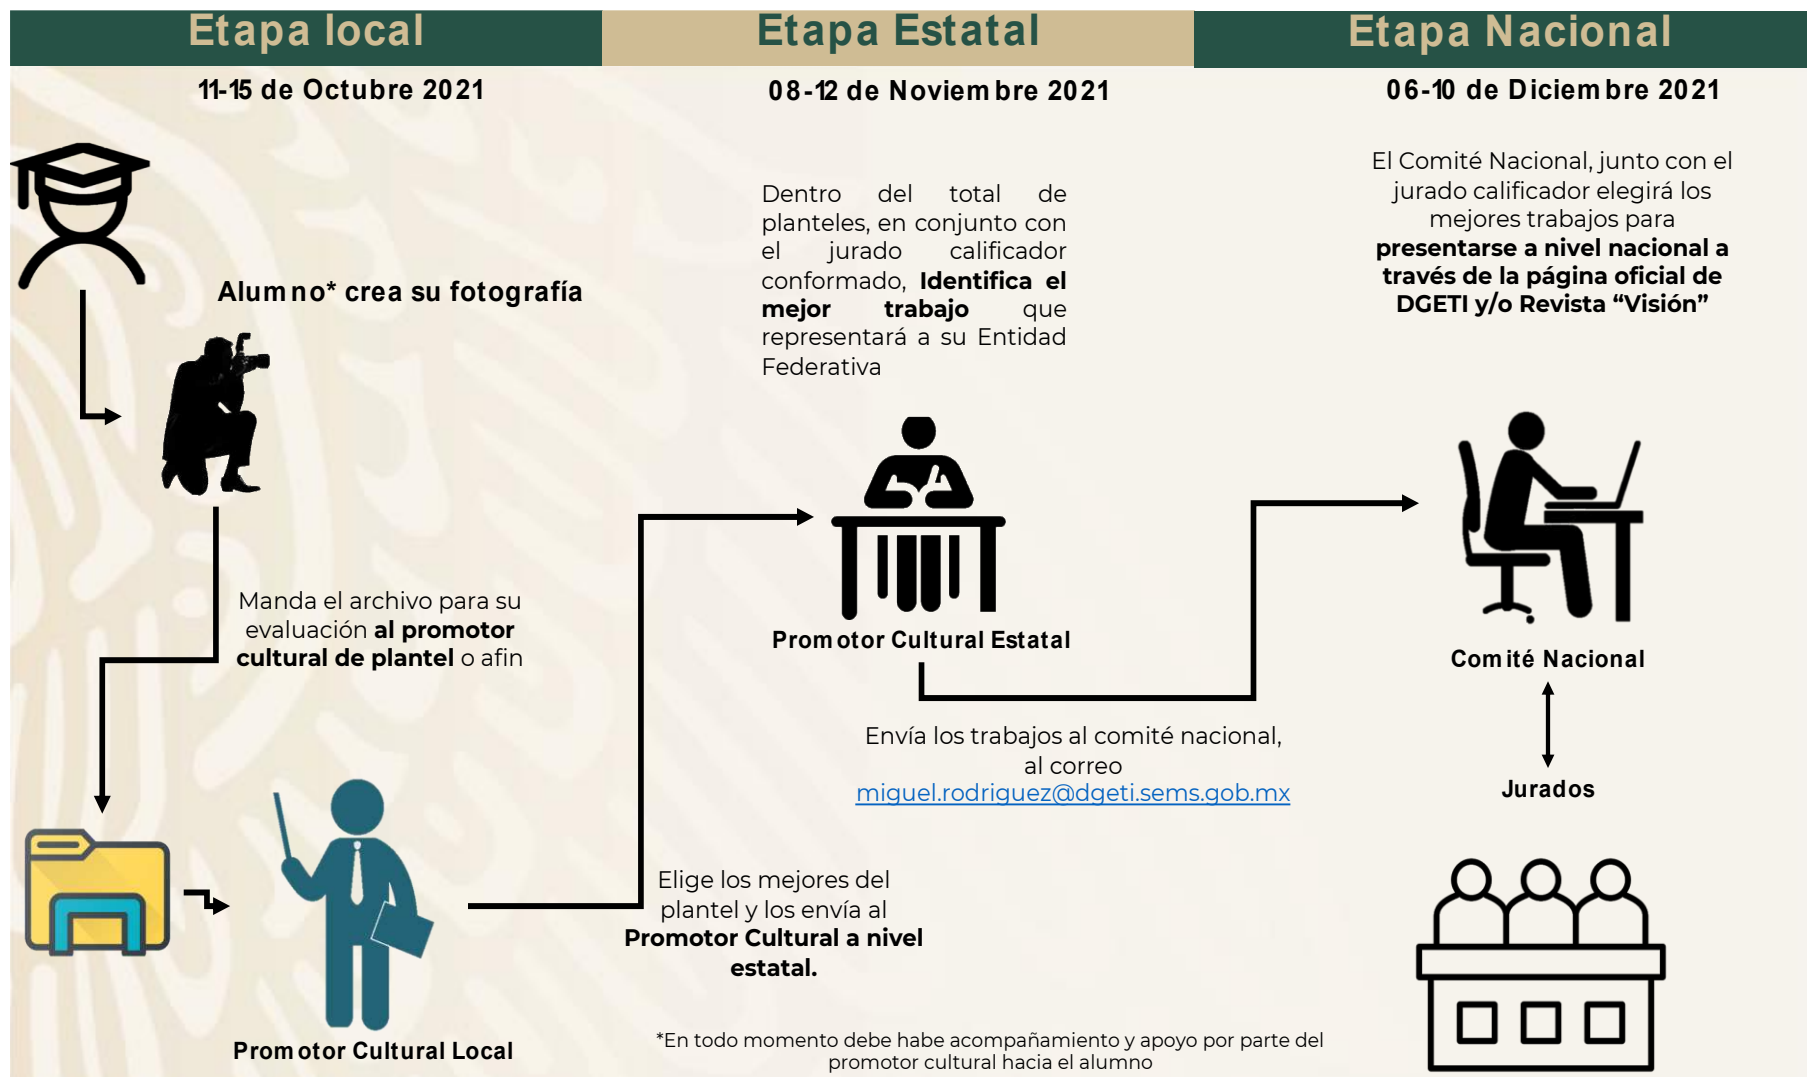 Etapa local
11-15 de Octubre 2021
Alumno* crea su fotografía
Manda el archivo para su
evaluación al promotor
cultural de plantel o afin
Promotor Cultural Local
Etapa Estatal
08-12 de Noviembre 2021
Dentro del total de
planteles, en conjunto con
el jurado calificador
conformado, Identifica el
mejor trabajo que
representará a su Entidad
Federativa
Promotor Cultural Estatal
Envía los trabajos al comité nacional,
al correo
miguel.rodriguez@dgeti.sems.gob.mx
Elige los mejores del
plantel y los envía al
Promotor Cultural a nivel
estatal.
Etapa Nacional
06-10 de Diciembre 2021
El Comité Nacional, junto con el
jurado calificador elegirá los
mejores trabajos para
presentarse a nivel nacional a
través de la página oficial de
DGETI y/o Revista “Visión”
Comité Nacional
Jurados
*En todo momento debe habe acompañamiento y apoyo por parte del
promotor cultural hacia el alumno